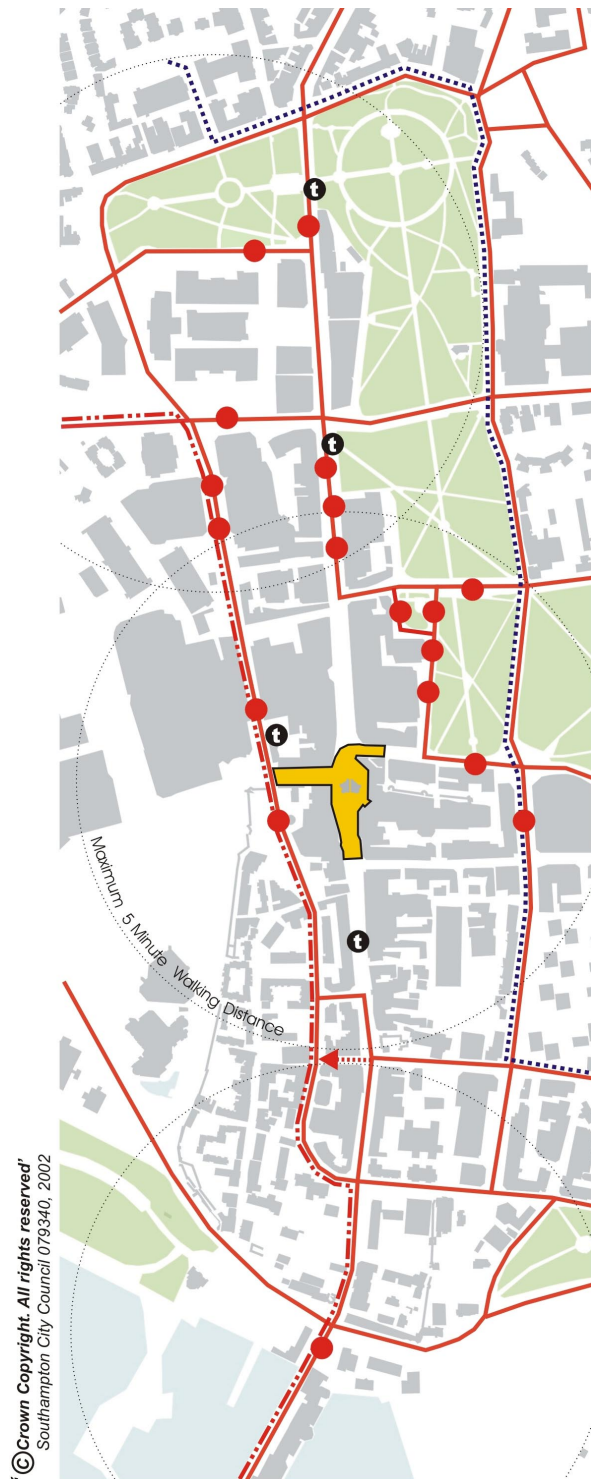 t
t
t
t
Maximum 5 Minute Walking Distance
©Crown Copyright. All rights reserved'
Southampton City Council 079340, 2002